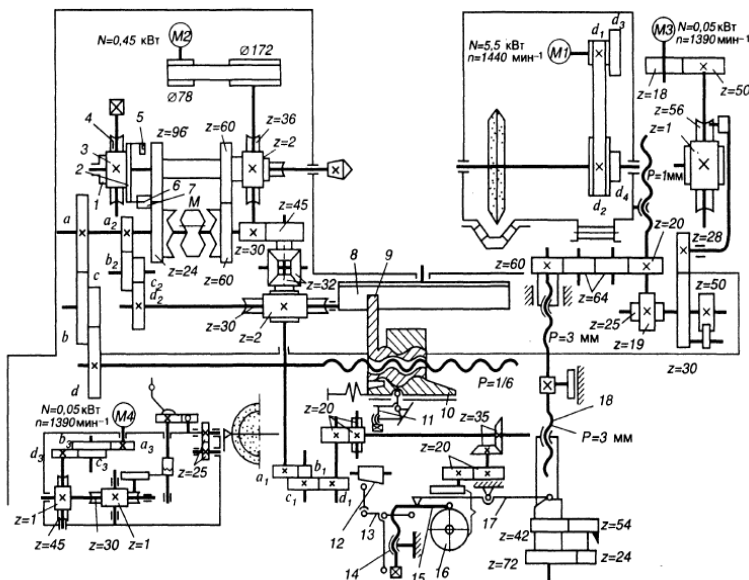 N=0,45 кВт
M2
Ø172
Ø78
4
5
z=96
z=60
z=36
z=2
3
2
1
6
7
M
a
a₂
b₂
c₂
d₂
c
b
d
z=24
z=60
z=30
z=45
z=32
z=30
z=2
8
9
N=5,5 кВт
n=1440 мин⁻¹
M1
d₁
d₃
d₂
d₄
M3
N=0,05 кВт
n=1390мин⁻¹
z=18
z=50
z=56
z=1
P=1мм
z=28
z=20
z=60
z=64
z=50
z=25
z=19
z=30
P=3 мм
P=1/6
10
11
18
P=3 мм
N=0,05 кВт
n=1390мин⁻¹
M4
b₃
a₃
d₃
c₃
z=25
z=1
z=45
z=30
z=1
z=20
z=35
z=20
a₁
b₁
c₁
d₁
12
13
14
15
16
17
z=54
z=42
z=72
z=24